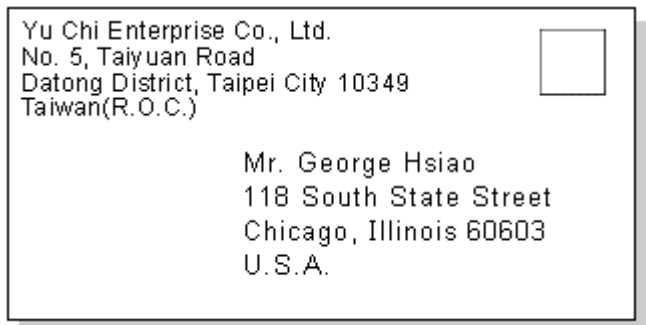 Yu Chi Enterprise Co., Ltd.
No. 5, Taiyuan Road
Datong District, Taipei City 10349
Taiwan(R.O.C.)
Mr. George Hsiao
118 South State Street
Chicago, Illinois 60603
U.S.A.